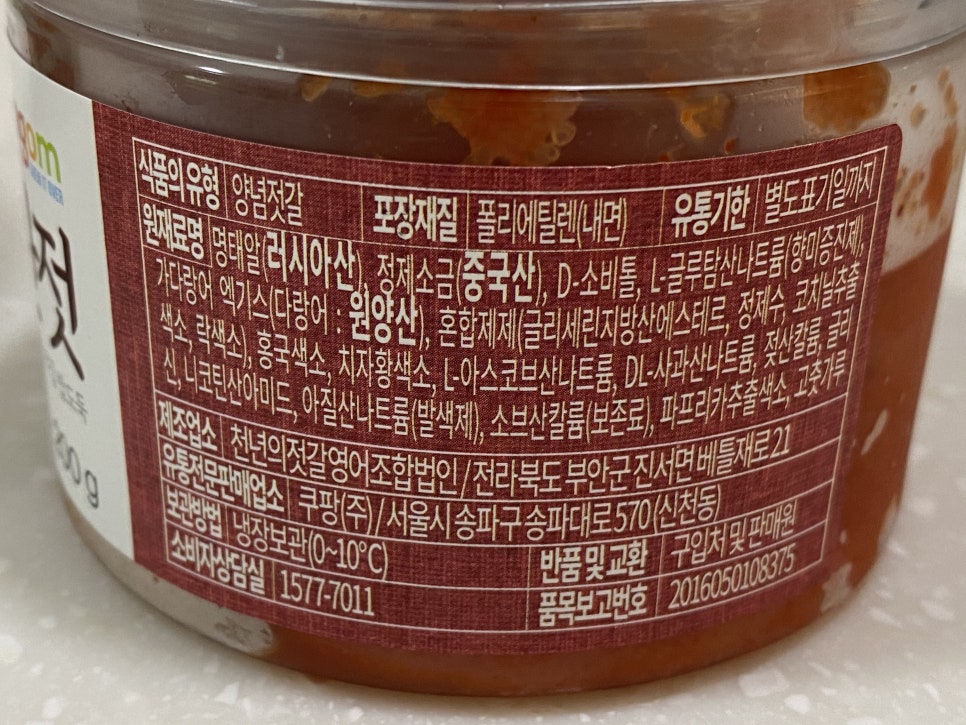 gom
젓
00 g
식품의 유형 양념젓갈 포장재질 폴리에틸렌(내면) 유통기한 별도표기일까지
원재료명 명태알(러시아산), 정제소금(중국산), D-소비톨, L-글루탐산나트륨(향미증진제),
가다랑어 엑기스(다랑어 : 원양산), 혼합제제(글리세린지방산에스테르, 정제수, 코치닐추출
색소, 락색소), 홍국색소, 치자황색소, L-아스코브산나트륨, DL-사과산나트륨, 젖산칼륨, 글리
신, 니코틴산아미드, 아질산나트륨(발색제), 소브산칼륨(보존료), 파프리카추출색소, 고춧가루
제조업소 천년의젓갈영어조합법인 / 전라북도 부안군 진서면 베틀재로 21
유통전문판매업소 쿠팡(주) / 서울시 송파구 송파대로 570 (신천동)
보관방법 냉장보관(0~10°C) 반품 및 교환 구입처 및 판매원
소비자상담실 1577-7011 품목보고번호 2016050108375